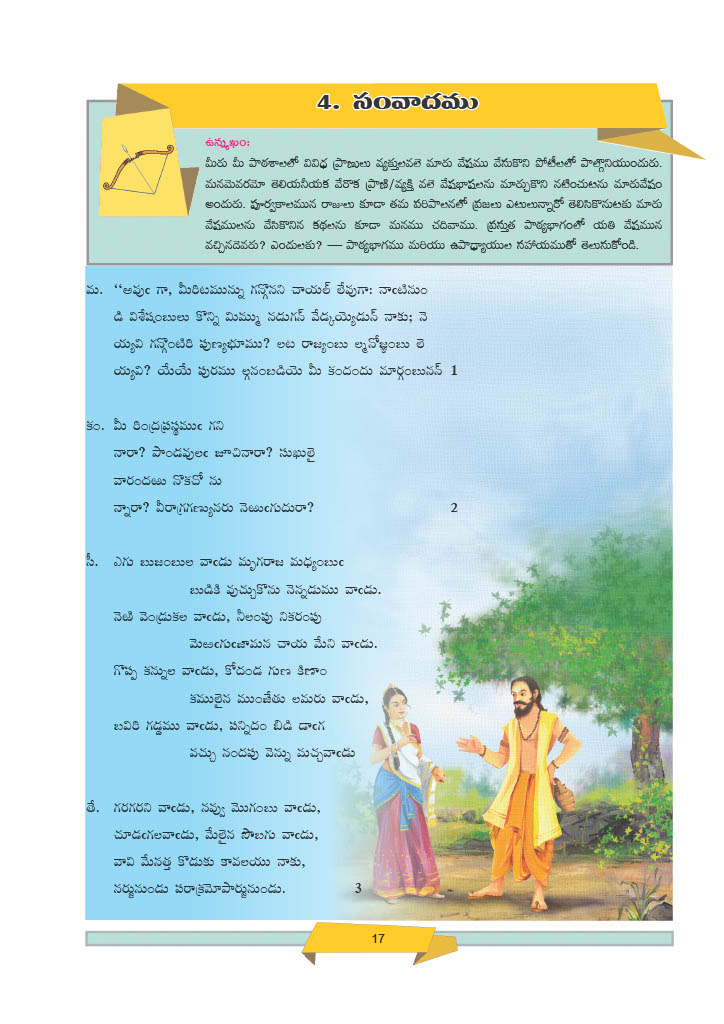 4. సంవాదము
ఉన్ముఖం:
మీరు మీ పాఠశాలలో వివిధ ప్రాణులు వ్యక్తులవలె మారు వేషము వేసుకొని పోటీలలో పాల్గొనియుందురు.
మనమెవరమో తెలియనీయక వేరొక ప్రాణి/వ్యక్తి వలె వేషభాషలను మార్చుకొని నటించుటను మారువేషం
అందురు. పూర్వకాలమున రాజులు కూడా తమ పరిపాలనలో ప్రజలు ఎటులున్నారో తెలిసికొనుటకు మారు
వేషములను వేసికొనిన కథలను కూడా మనము చదివాము. ప్రస్తుత పాఠ్యభాగంలో యతి వేషమున
వచ్చినదెవరు? ఎందులకు? — పాఠ్యభాగము మరియు ఉపాధ్యాయుల సహాయముతో తెలుసుకోండి.
మ. ‘‘అవుఁ గా, మీరిటమున్ను గన్గొనని చాయల్ లేవుగా: నాఁటిసుం
డి విశేషంబులు కొన్ని మిమ్ము నడుగన్ వేడ్కయ్యెడున్ నాకు; నె
య్యవి గన్గొంటిరి పుణ్యభూము? లట రాజ్యంబు ల్మనోజ్ఞంబు లె
య్యవి? యేయే పురము ల్గనంబడియె మీ కందందు మార్గంబునన్ 1
కం. మీ రింద్రప్రస్థముఁ గని
నారా? పాండవులఁ జూచినారా? సుఖులై
వారందఱు నొకచో ను
న్నారా? వీరాగ్రగణ్యునరు నెఱుఁగుదురా? 2
సీ. ఎగు బుజంబుల వాఁడు మృగరాజ మధ్యంబుఁ
బుడికి పుచ్చుకొను నెన్నడుము వాఁడు.
నెఱి వెండ్రుకల వాఁడు, నీలంపు నికరంపు
మెఱఁగుఁజామన చాయ మేని వాఁడు.
గొప్ప కన్నుల వాఁడు, కోదండ గుణ కిణాం
కములైన ముంజేతు లమరు వాఁడు,
బవిరి గడ్డము వాఁడు, పన్నిదం బిడి డాఁగ
వచ్చు నందపు వెన్ను మచ్చవాఁడు
తే. గరగరని వాఁడు, నవ్వు మొగంబు వాఁడు,
చూడఁగలవాఁడు, మేలైన సొబగు వాఁడు,
వావి మేనత్త కొడుకు కావలయు నాకు,
నర్జునుండు పరాక్రమోపార్జునుండు. 3
17